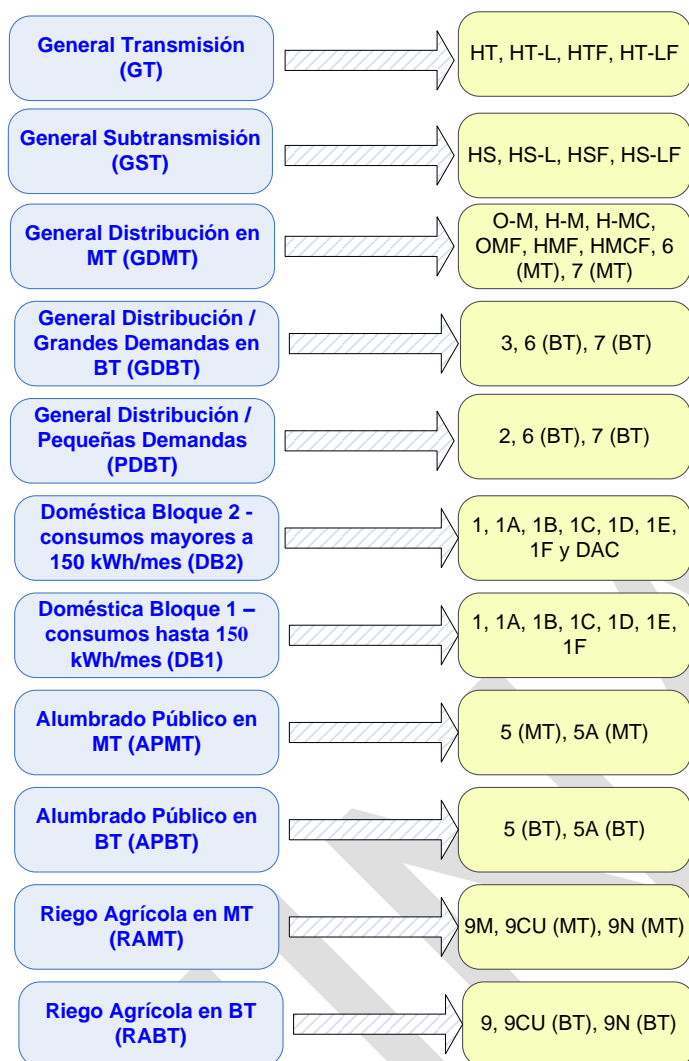 General Transmisión
(GT)
HT, HT-L, HTF, HT-LF
General Subtransmisión
(GST)
HS, HS-L, HSF, HS-LF
General Distribución en
MT (GDMT)
O-M, H-M, H-MC,
OMF, HMF, HMCF, 6
(MT), 7 (MT)
General Distribución /
Grandes Demandas en
BT (GDBT)
3, 6 (BT), 7 (BT)
General Distribución /
Pequeñas Demandas
(PDBT)
2, 6 (BT), 7 (BT)
Doméstica Bloque 2 -
consumos mayores a
150 kWh/mes (DB2)
1, 1A, 1B, 1C, 1D, 1E,
1F y DAC
Doméstica Bloque 1 –
consumos hasta 150
kWh/mes (DB1)
1, 1A, 1B, 1C, 1D, 1E,
1F
Alumbrado Público en
MT (APMT)
5 (MT), 5A (MT)
Alumbrado Público en
BT (APBT)
5 (BT), 5A (BT)
Riego Agrícola en MT
(RAMT)
9M, 9CU (MT), 9N (MT)
Riego Agrícola en BT
(RABT)
9, 9CU (BT), 9N (BT)